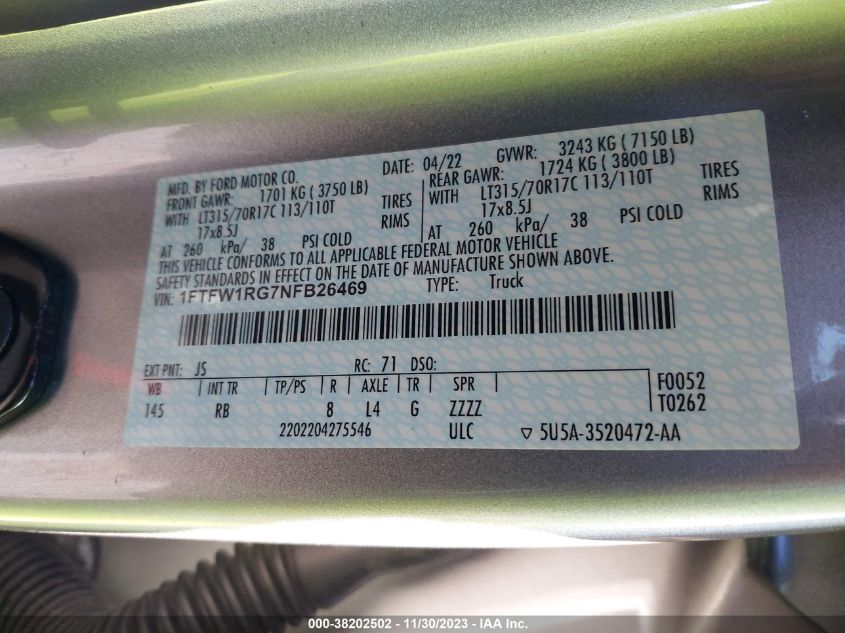 MFD. BY FORD MOTOR CO.
DATE: 04/22 GVWR: 3243 KG ( 7150 LB)
FRONT GAWR: 1701 KG ( 3750 LB)
REAR GAWR: 1724 KG ( 3800 LB)
WITH LT315/70R17C 113/110T TIRES
WITH LT315/70R17C 113/110T TIRES
17x8.5J RIMS
17x8.5J RIMS
AT 260 kPa/ 38 PSI COLD
AT 260 kPa/ 38 PSI COLD
THIS VEHICLE CONFORMS TO ALL APPLICABLE FEDERAL MOTOR VEHICLE
SAFETY STANDARDS IN EFFECT ON THE DATE OF MANUFACTURE SHOWN ABOVE.
VIN: 1FTFW1RG7NFB26469 TYPE: Truck
EXT PNT: JS RC: 71 DSO:
WB INT TR TP/PS R AXLE TR SPR F0052
145 RB 8 L4 G ZZZZ T0262
2202204275546 ULC ▽ 5U5A-3520472-AA
000-38202502 - 11/30/2023 - IAA Inc.